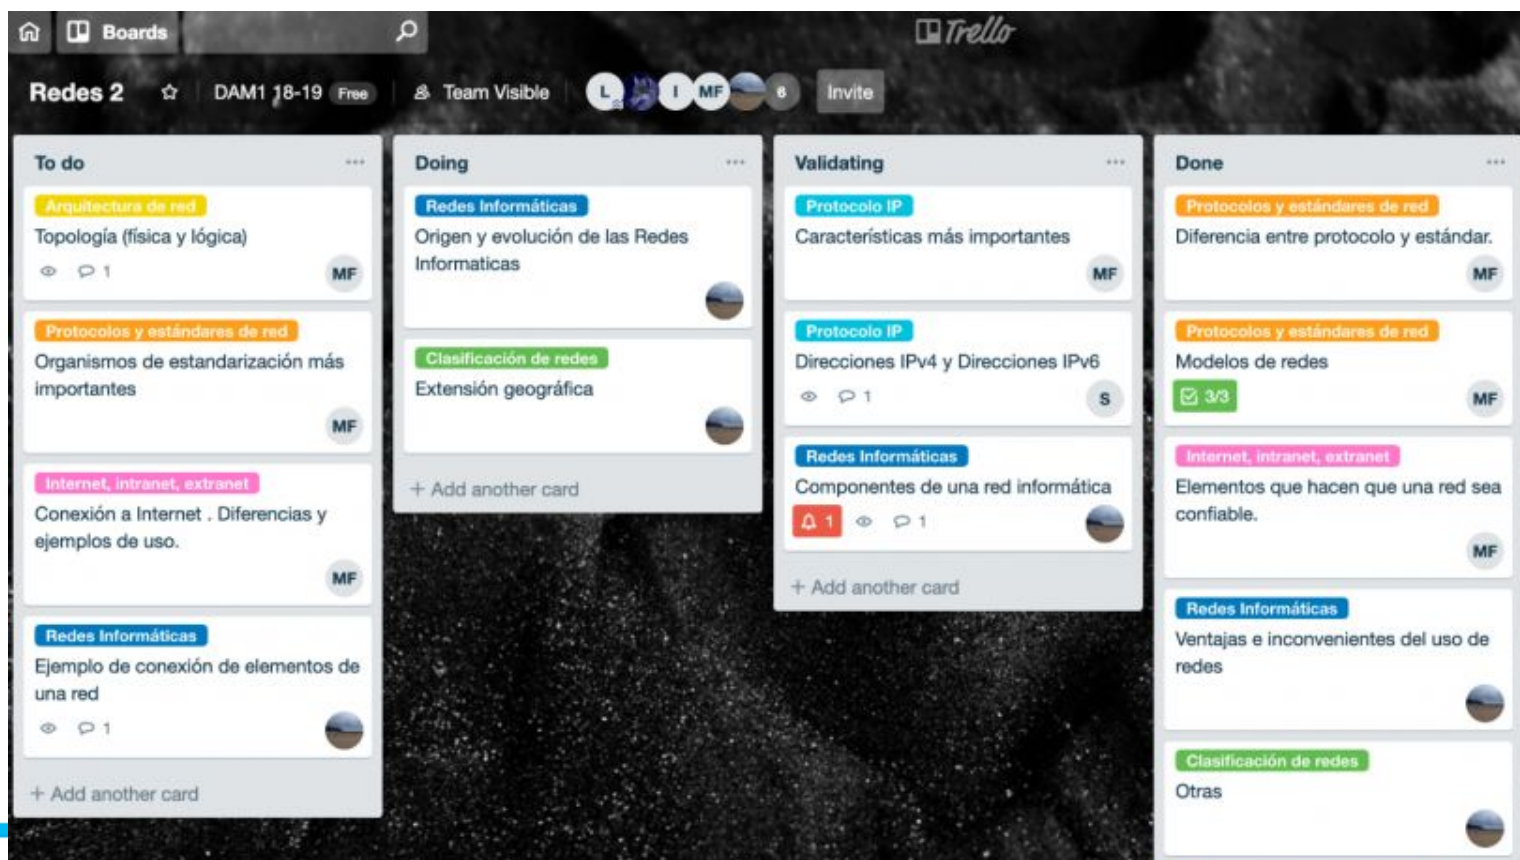 Boards
Trello
Redes 2
DAM1 18-19 Free
Team Visible
L
I
MF
6
Invite
To do
Arquitectura de red
Topología (física y lógica)
1
MF
Protocolos y estándares de red
Organismos de estandarización más
importantes
MF
Internet, intranet, extranet
Conexión a Internet . Diferencias y
ejemplos de uso.
MF
Redes Informáticas
Ejemplo de conexión de elementos de
una red
1
+ Add another card
Doing
Redes Informáticas
Origen y evolución de las Redes
Informaticas
Clasificación de redes
Extensión geográfica
+ Add another card
Validating
Protocolo IP
Características más importantes
MF
Protocolo IP
Direcciones IPv4 y Direcciones IPv6
1
S
Redes Informáticas
Componentes de una red informática
1
1
+ Add another card
Done
Protocolos y estándares de red
Diferencia entre protocolo y estándar.
MF
Protocolos y estándares de red
Modelos de redes
3/3
MF
Internet, intranet, extranet
Elementos que hacen que una red sea
confiable.
MF
Redes Informáticas
Ventajas e inconvenientes del uso de
redes
Clasificación de redes
Otras